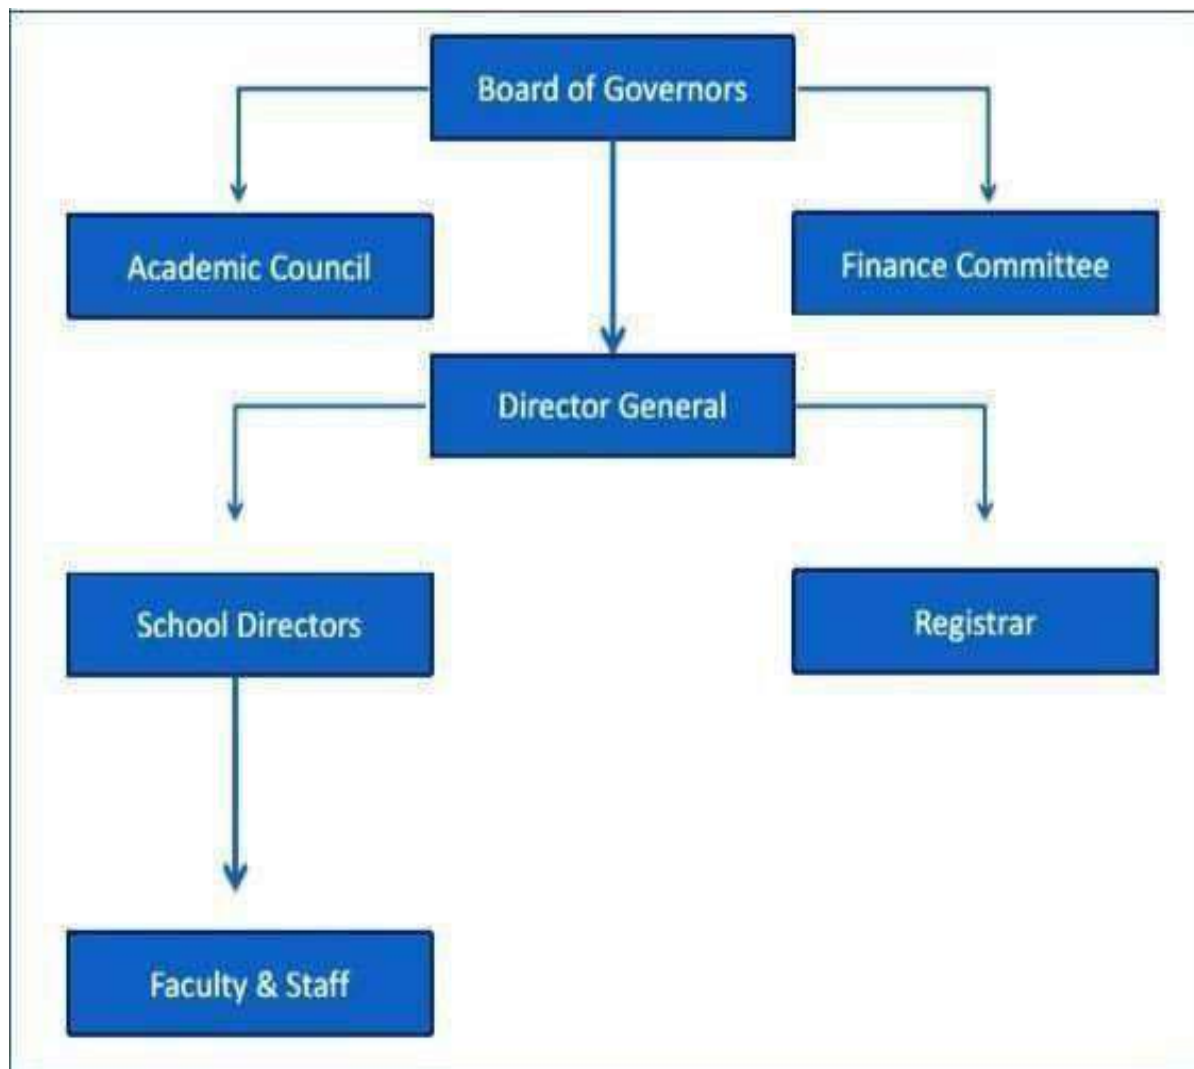 Board of Governors
Academic Council
Finance Committee
Director General
School Directors
Registrar
Faculty & Staff